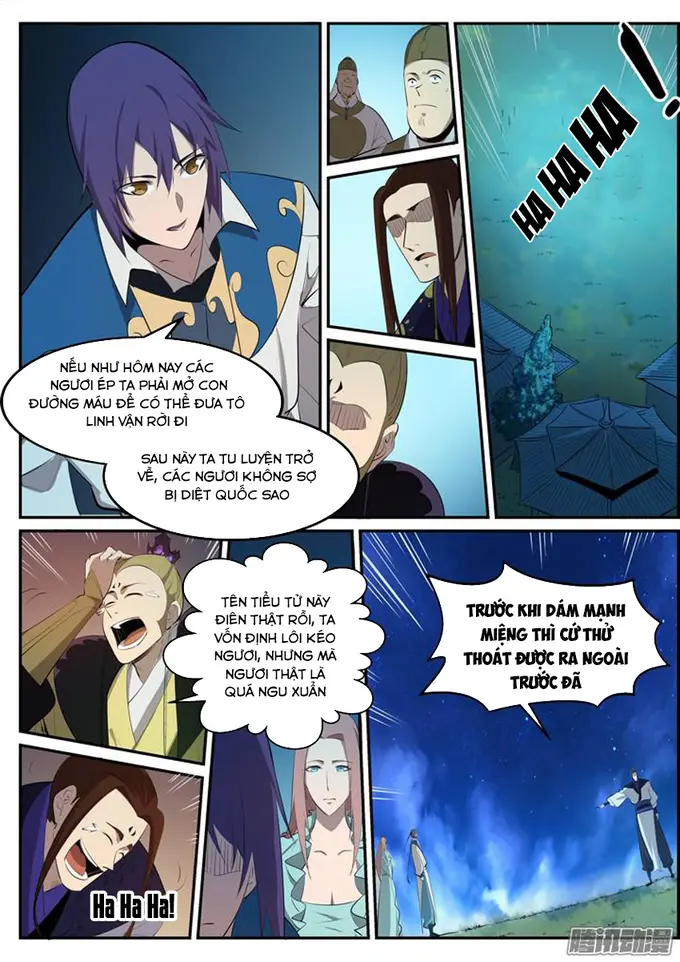 HA HA HA !
NẾU NHƯ HÔM NAY CÁC
NGƯƠI ÉP TA PHẢI MỞ CON
ĐƯỜNG MÁU ĐỂ CÓ THỂ ĐƯA TÔ
LINH VẬN RỜI ĐI
SAU NÀY TA TU LUYỆN TRỞ
VỀ, CÁC NGƯƠI KHÔNG SỢ
BỊ DIỆT QUỐC SAO
TÊN TIỂU TỬ NÀY
ĐIÊN THẬT RỒI, TA
VỐN ĐỊNH LÔI KÉO
NGƯƠI, NHƯNG MÀ
NGƯƠI THẬT LÀ
QUÁ NGU XUẨN
TRƯỚC KHI DÁM MẠNH
MIỆNG THÌ CỨ THỬ
THOÁT ĐƯỢC RA NGOÀI
TRƯỚC ĐÃ
Ha Ha Ha!
腾讯动漫